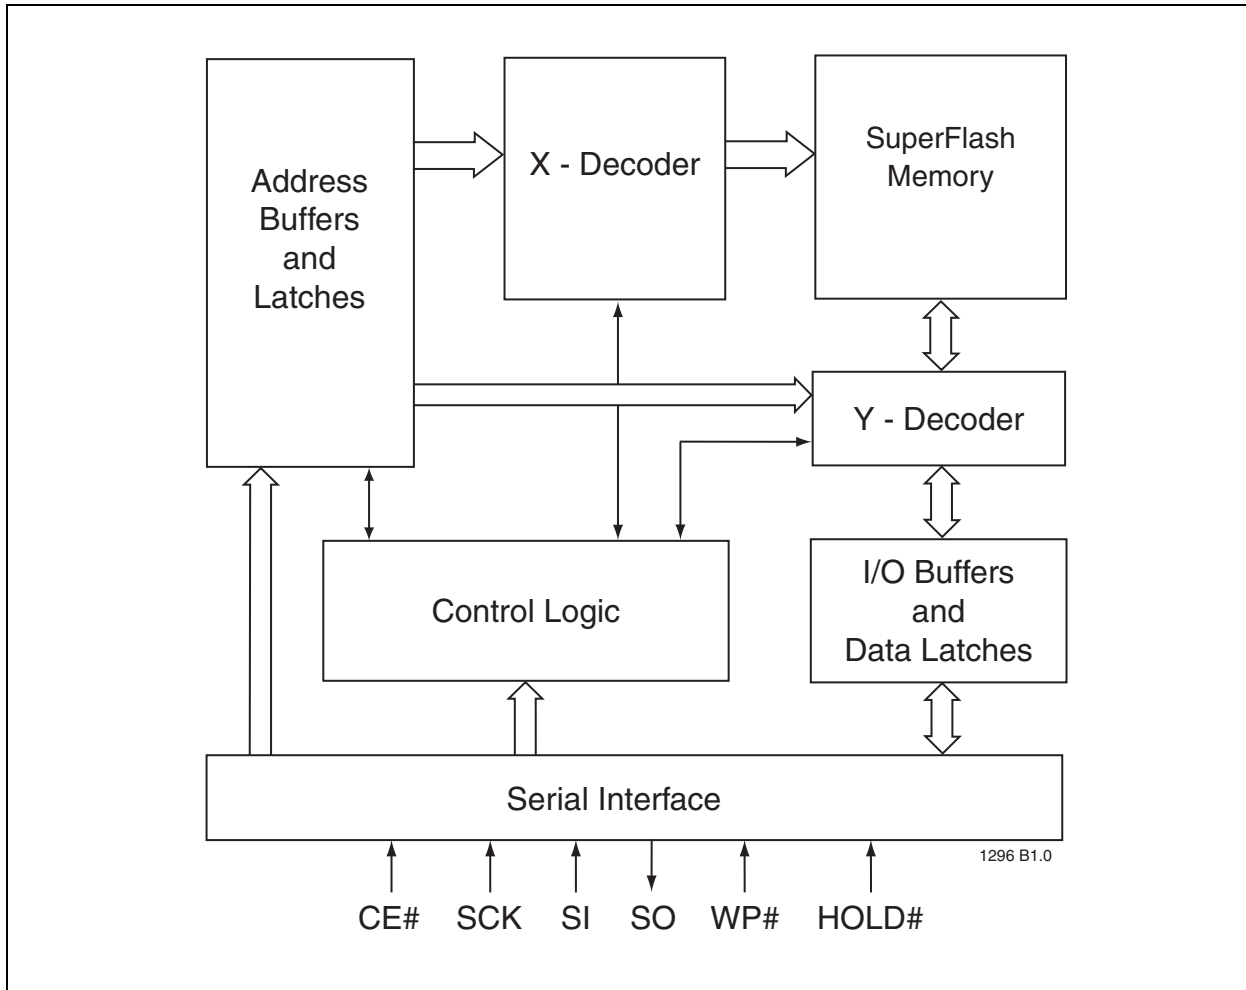 Address
Buffers
and
Latches
X - Decoder
SuperFlash
Memory
Y - Decoder
Control Logic
I/O Buffers
and
Data Latches
Serial Interface
1296 B1.0
CE# SCK SI SO WP# HOLD#